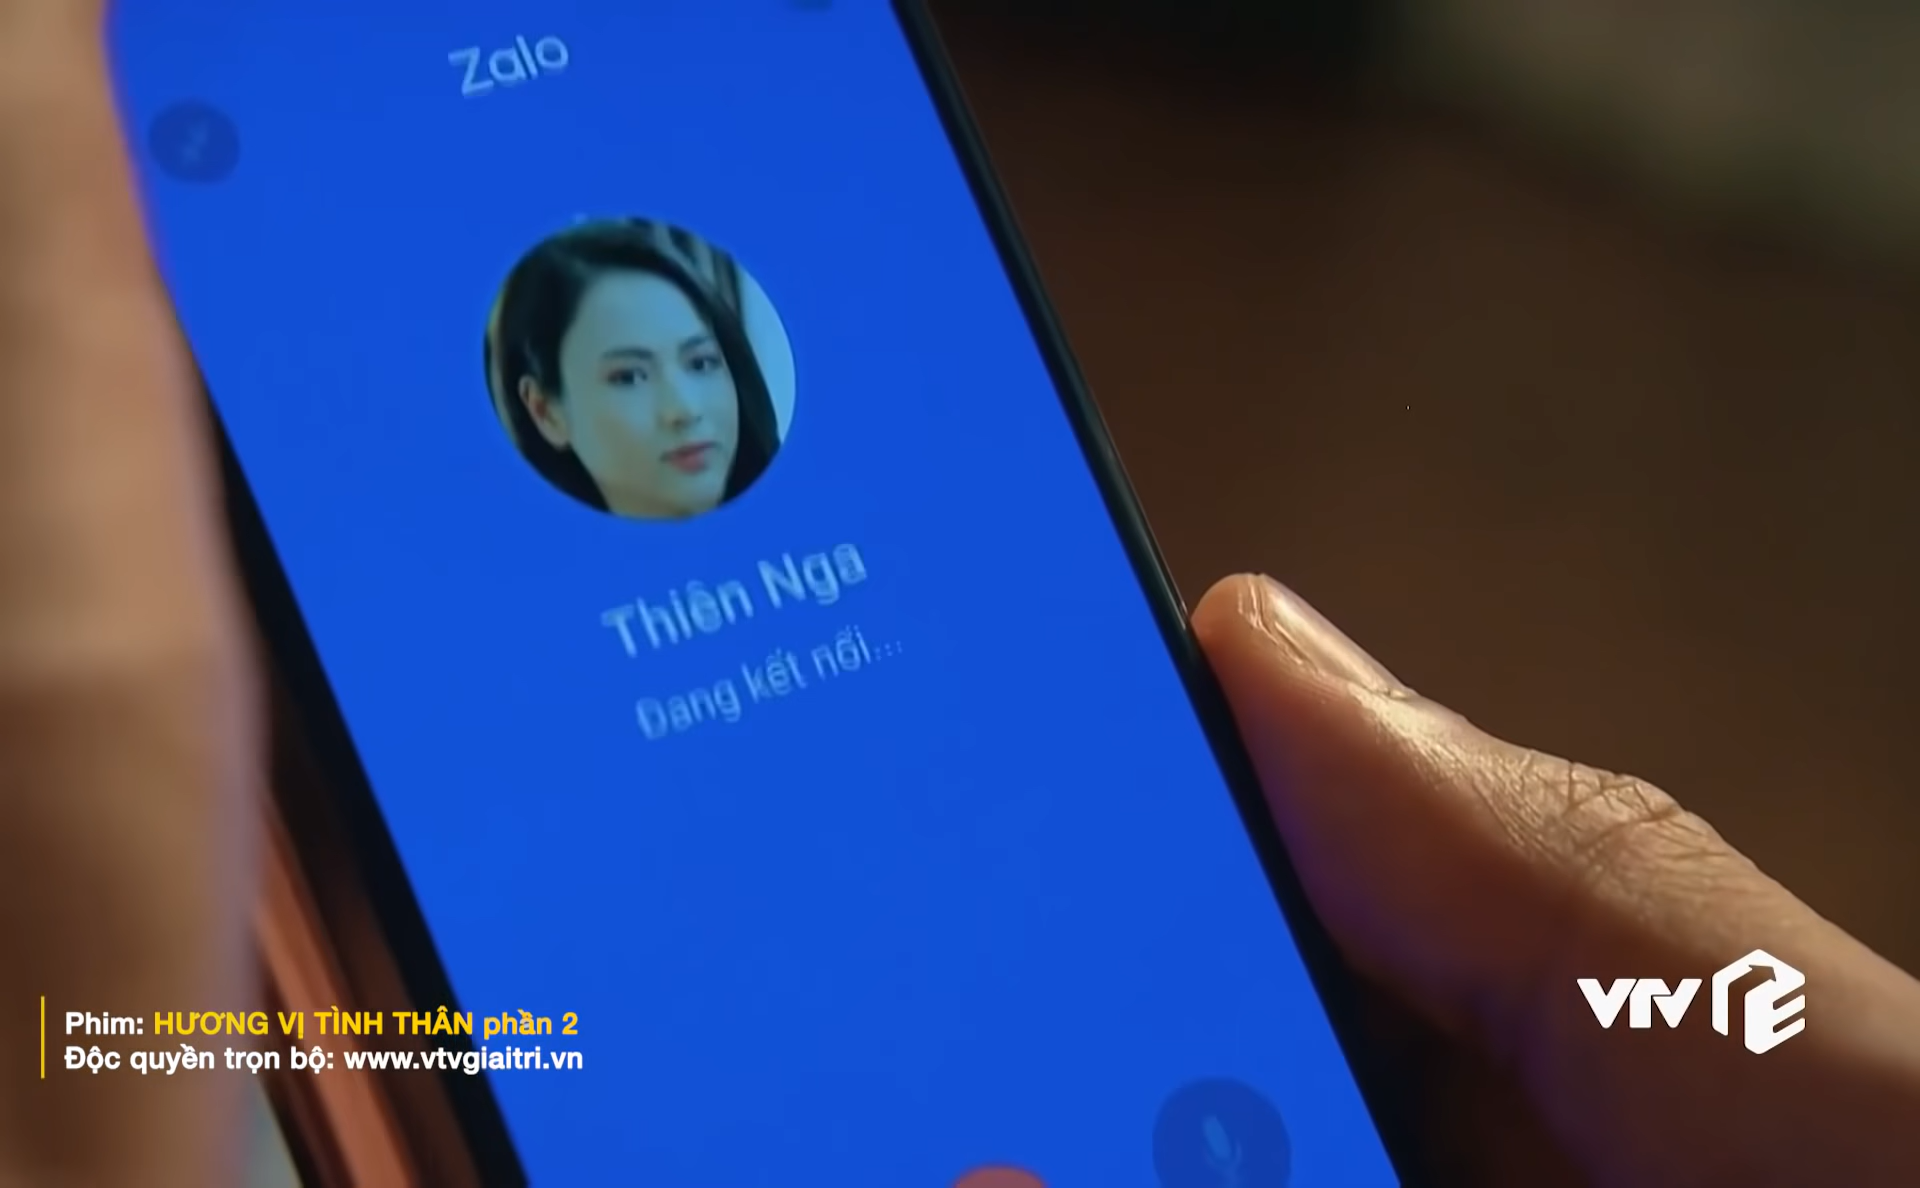 Zalo
Thiên Nga
Đang kết nối...
VTV
Phim: HƯƠNG VỊ TÌNH THÂN phần 2
Độc quyền trọn bộ: www.vtvgiaitri.vn